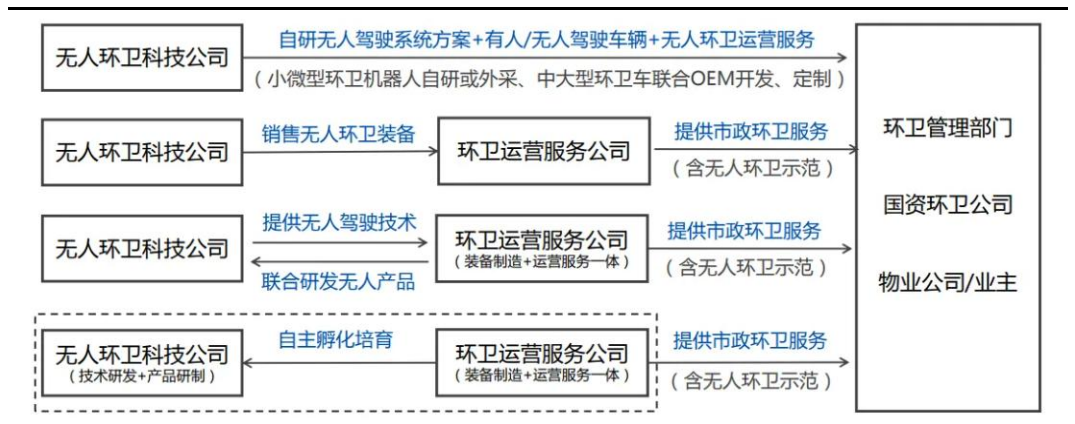 自研无人驾驶系统方案+有人/无人驾驶车辆+无人环卫运营服务
无人环卫科技公司
（小微型环卫机器人自研或外采、中大型环卫车联合OEM开发、定制）
销售无人环卫装备
提供市政环卫服务
无人环卫科技公司
环卫运营服务公司
（含无人环卫示范）
提供无人驾驶技术
提供市政环卫服务
无人环卫科技公司
环卫运营服务公司
（装备制造+运营服务一体）
联合研发无人产品
（含无人环卫示范）
自主孵化培育
提供市政环卫服务
无人环卫科技公司
（技术研发+产品研制）
环卫运营服务公司
（装备制造+运营服务一体）
（含无人环卫示范）
环卫管理部门
国资环卫公司
物业公司/业主